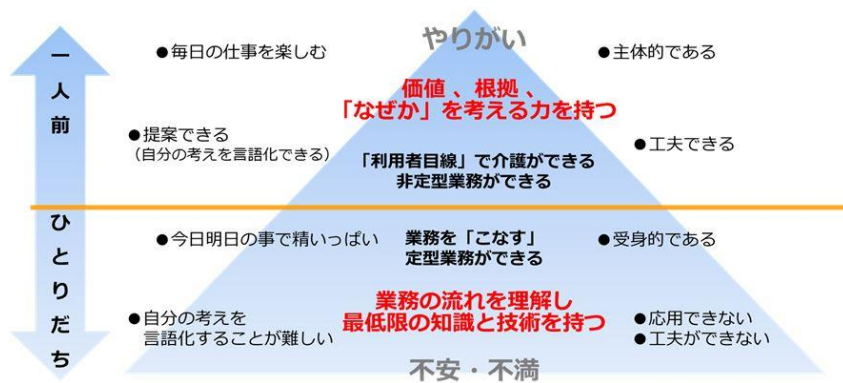 やりがい
一人前
●毎日の仕事を楽しむ
●主体的である
価値 、根拠 、
「なぜか」を考える力を持つ
●提案できる
(自分の考えを言語化できる)
●工夫できる
「利用者目線」で介護ができる
非定型業務ができる
ひとりだち
●今日明日の事で精いっぱい
業務を「こなす」
定型業務ができる
●受身的である
業務の流れを理解し
最低限の知識と技術を持つ
●自分の考えを
言語化することが難しい
●応用できない
●工夫ができない
不安・不満